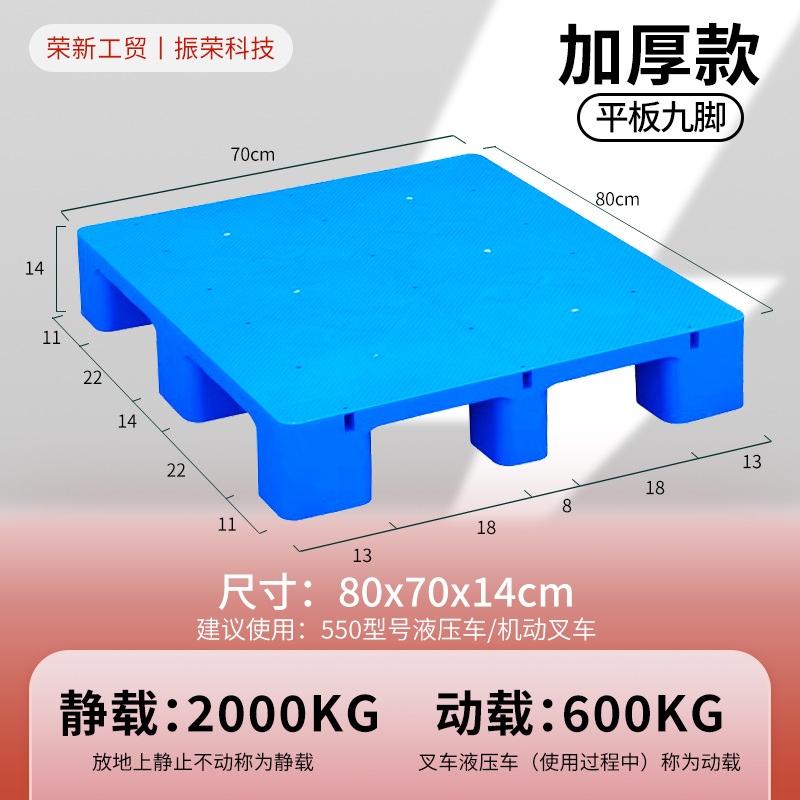 荣新工贸丨振荣科技
加厚款
平板九脚
70cm
80cm
14
11
22
14
22
11
13
18
8
18
13
尺寸：80x70x14cm
建议使用：550型号液压车/机动叉车
静载：2000KG
放地上静止不动称为静载
动载：600KG
叉车液压车（使用过程中）称为动载